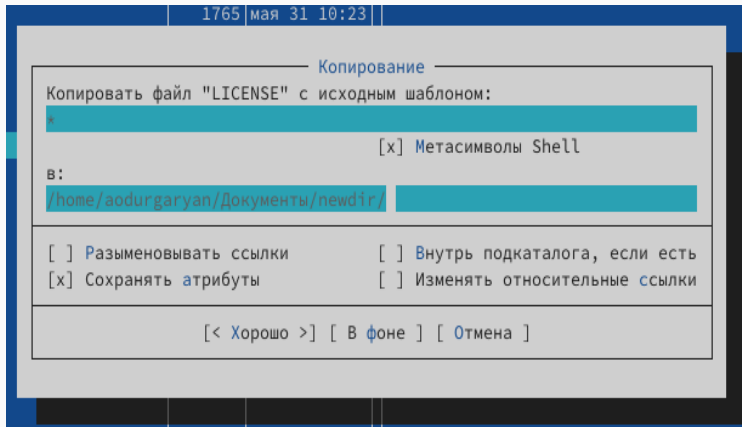 1765 мая 31 10:23
Копирование
Копировать файл "LICENSE" с исходным шаблоном:
*
[x] Метасимволы Shell
в:
/home/aodurgaryan/Документы/newdir/
[ ] Разыменовывать ссылки [ ] Внутрь подкаталога, если есть
[x] Сохранять атрибуты [ ] Изменять относительные ссылки
[< Хорошо >] [ В фоне ] [ Отмена ]